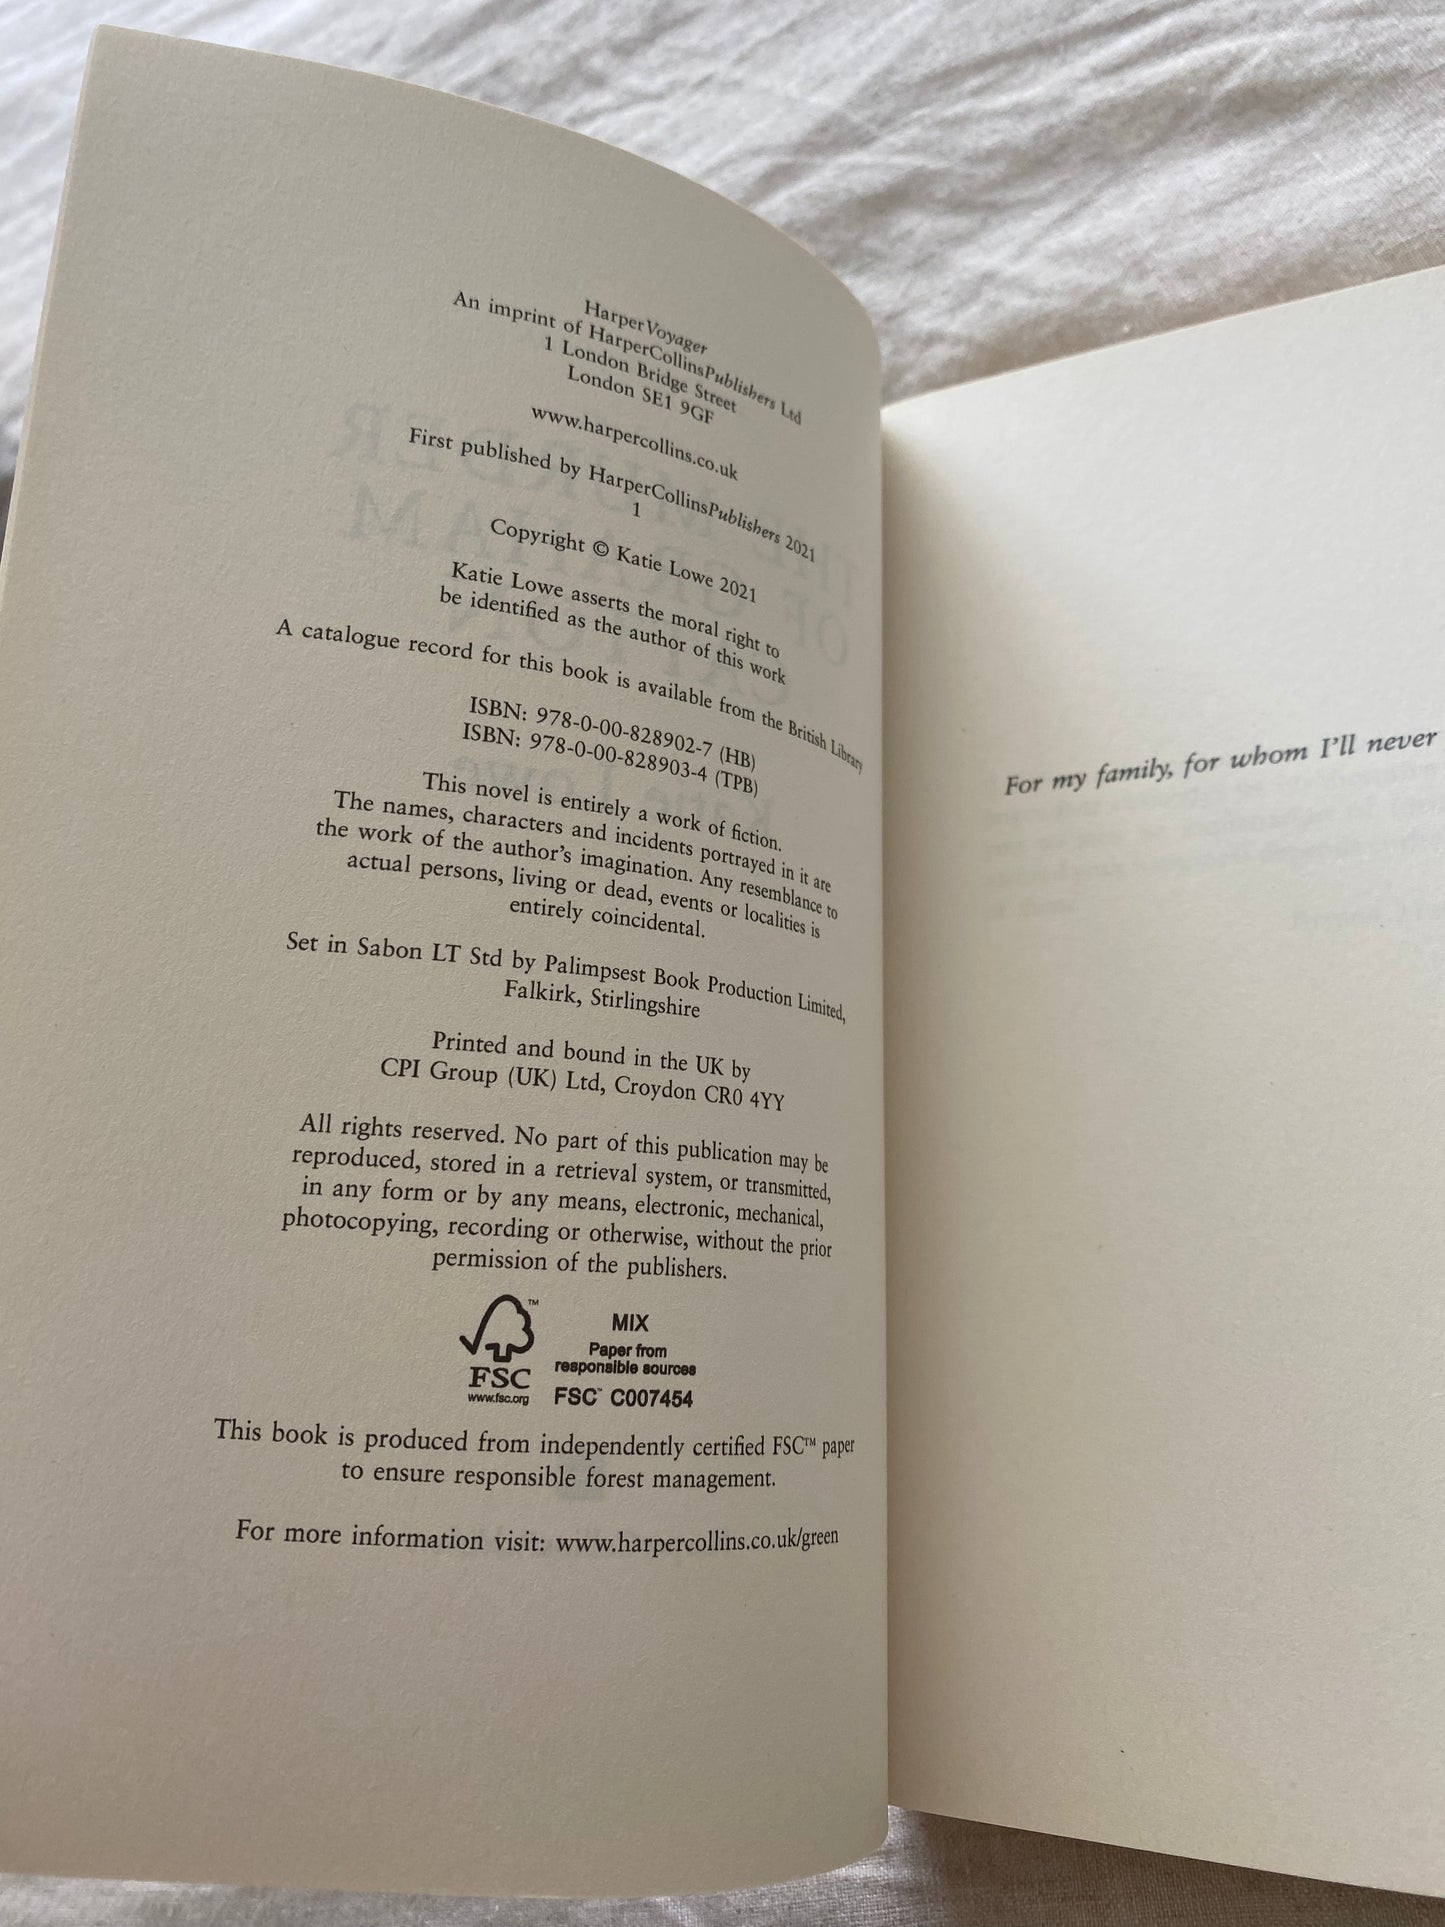 HarperVoyager
An imprint of HarperCollinsPublishers Ltd
1 London Bridge Street
London SE1 9GF
www.harpercollins.co.uk
First published by HarperCollinsPublishers 2021
1
Copyright © Katie Lowe 2021
Katie Lowe asserts the moral right to
be identified as the author of this work
A catalogue record for this book is available from the British Library
ISBN: 978-0-00-828902-7 (HB)
ISBN: 978-0-00-828903-4 (TPB)
This novel is entirely a work of fiction.
The names, characters and incidents portrayed in it are
the work of the author's imagination. Any resemblance to
actual persons, living or dead, events or localities is
entirely coincidental.
Set in Sabon LT Std by Palimpsest Book Production Limited,
Falkirk, Stirlingshire
Printed and bound in the UK by
CPI Group (UK) Ltd, Croydon CR0 4YY
All rights reserved. No part of this publication may be
reproduced, stored in a retrieval system, or transmitted,
in any form or by any means, electronic, mechanical,
photocopying, recording or otherwise, without the prior
permission of the publishers.
FSC
www.fsc.org
MIX
Paper from
responsible sources
FSC™ C007454
This book is produced from independently certified FSC™ paper
to ensure responsible forest management.
For more information visit: www.harpercollins.co.uk/green
For my family, for whom I'll never